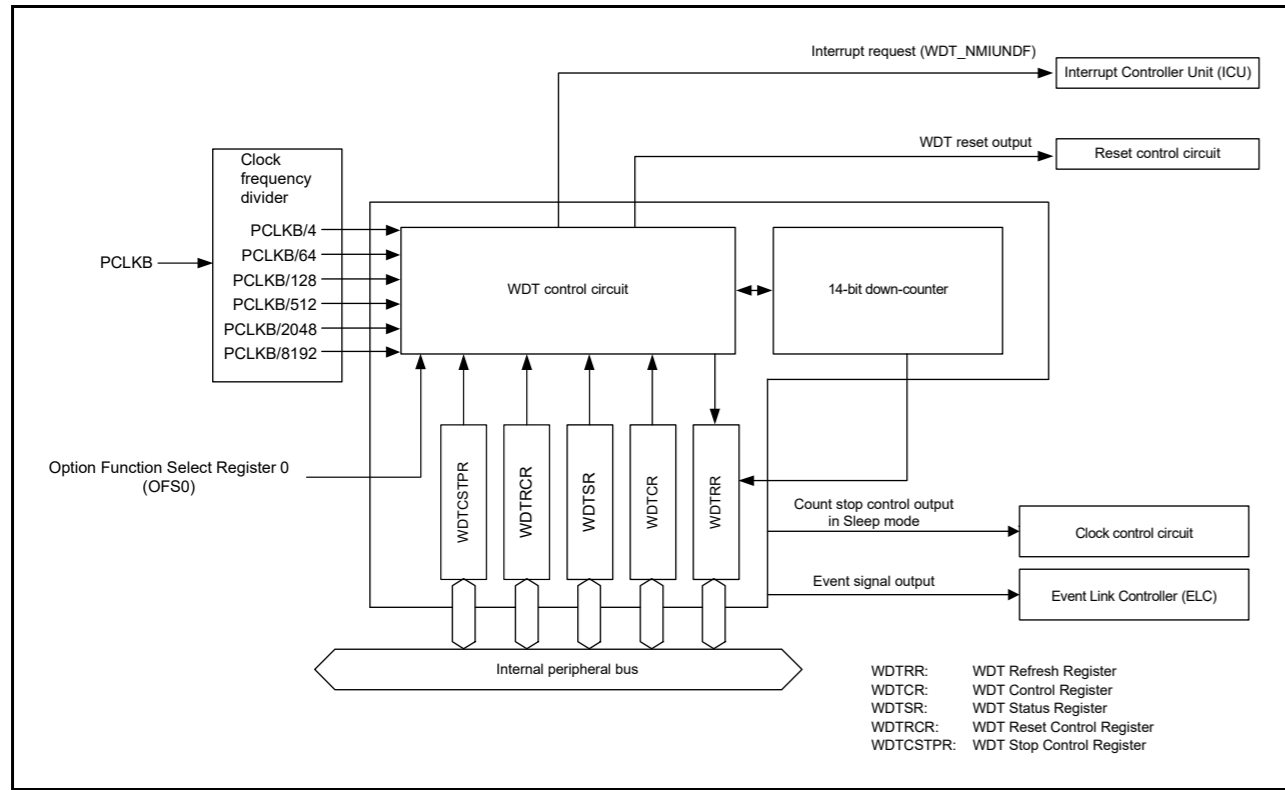 Interrupt request (WDT_NMIUNDF)
Interrupt Controller Unit (ICU)
WDT reset output
Reset control circuit
Clock
frequency
divider
PCLKB
PCLKB/4
PCLKB/64
PCLKB/128
PCLKB/512
PCLKB/2048
PCLKB/8192
WDT control circuit
14-bit down-counter
Option Function Select Register 0
(OFS0)
WDTCSTPR
WDTRCR
WDTSR
WDTCR
WDTRR
Count stop control output
in Sleep mode
Clock control circuit
Event signal output
Event Link Controller (ELC)
Internal peripheral bus
WDTRR: WDT Refresh Register
WDTCR: WDT Control Register
WDTSR: WDT Status Register
WDTRCR: WDT Reset Control Register
WDTCSTPR: WDT Stop Control Register